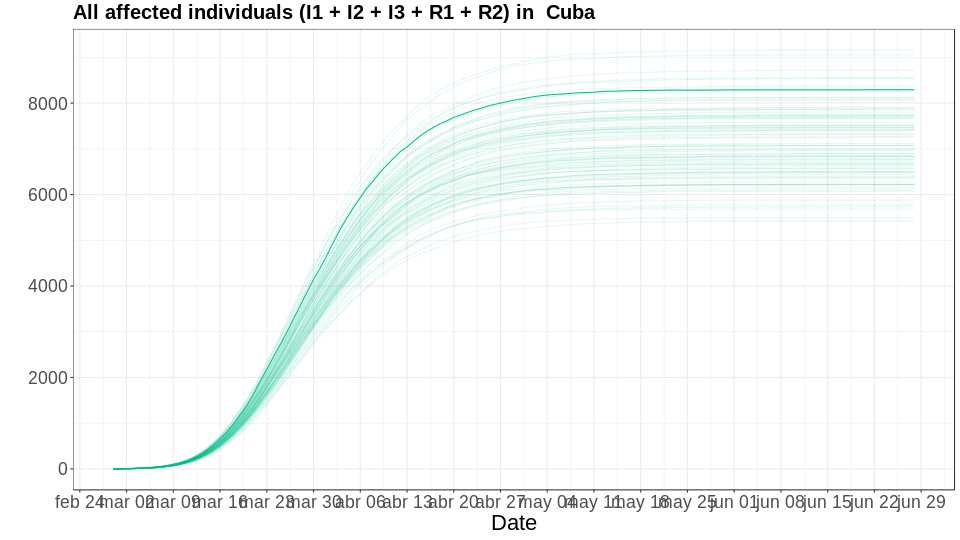 All affected individuals (I1 + I2 + I3 + R1 + R2) in  Cuba
8000
6000
4000
2000
0
feb 24 mar 02 mar 09 mar 16 mar 23 mar 30 abr 06 abr 13 abr 20 abr 27 may 04 may 11 may 18 may 25 jun 01 jun 08 jun 15 jun 22 jun 29
Date